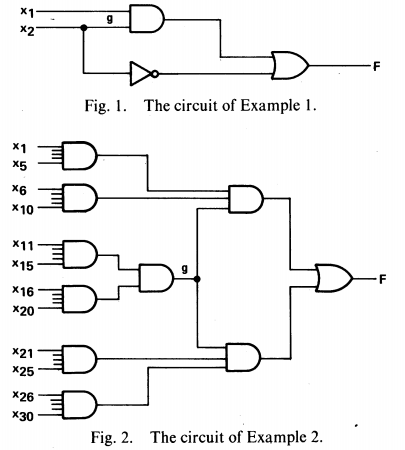 x1
g
x2
F
Fig. 1. The circuit of Example 1.
x1
x5
x6
x10
x11
x15
g
x16
x20
F
x21
x25
x26
x30
Fig. 2. The circuit of Example 2.